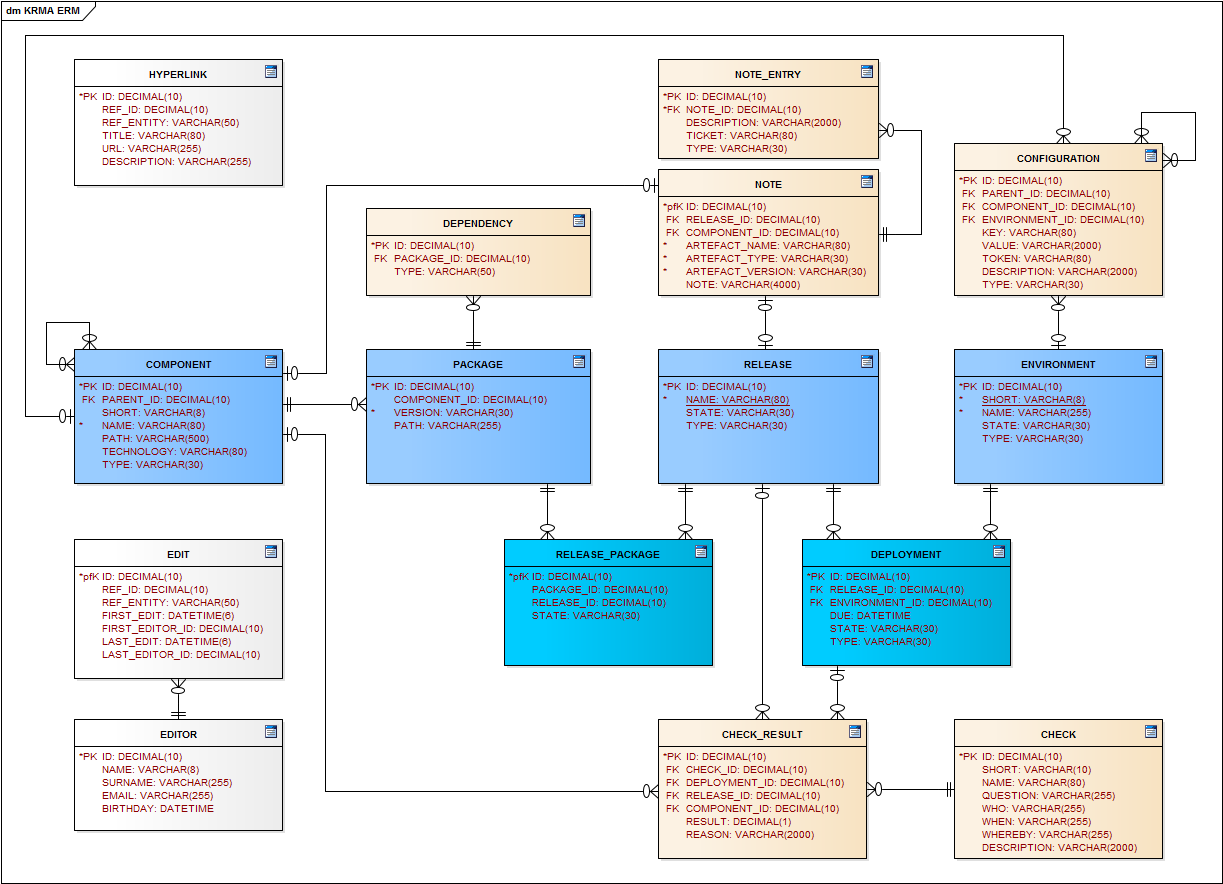 dm KRMA ERM
HYPERLINK
*PK ID: DECIMAL(10)
REF_ID: DECIMAL(10)
REF_ENTITY: VARCHAR(50)
TITLE: VARCHAR(80)
URL: VARCHAR(255)
DESCRIPTION: VARCHAR(255)
NOTE_ENTRY
*PK ID: DECIMAL(10)
*FK NOTE_ID: DECIMAL(10)
DESCRIPTION: VARCHAR(2000)
TICKET: VARCHAR(80)
TYPE: VARCHAR(30)
CONFIGURATION
*PK ID: DECIMAL(10)
FK PARENT_ID: DECIMAL(10)
FK COMPONENT_ID: DECIMAL(10)
FK ENVIRONMENT_ID: DECIMAL(10)
KEY: VARCHAR(80)
VALUE: VARCHAR(2000)
TOKEN: VARCHAR(80)
DESCRIPTION: VARCHAR(2000)
TYPE: VARCHAR(30)
NOTE
*pfK ID: DECIMAL(10)
FK RELEASE_ID: DECIMAL(10)
FK COMPONENT_ID: DECIMAL(10)
* ARTEFACT_NAME: VARCHAR(80)
* ARTEFACT_TYPE: VARCHAR(30)
* ARTEFACT_VERSION: VARCHAR(30)
NOTE: VARCHAR(4000)
DEPENDENCY
*PK ID: DECIMAL(10)
FK PACKAGE_ID: DECIMAL(10)
TYPE: VARCHAR(50)
COMPONENT
*PK ID: DECIMAL(10)
FK PARENT_ID: DECIMAL(10)
SHORT: VARCHAR(8)
* NAME: VARCHAR(80)
PATH: VARCHAR(500)
TECHNOLOGY: VARCHAR(80)
TYPE: VARCHAR(30)
PACKAGE
*PK ID: DECIMAL(10)
COMPONENT_ID: DECIMAL(10)
* VERSION: VARCHAR(30)
PATH: VARCHAR(255)
RELEASE
*PK ID: DECIMAL(10)
* NAME: VARCHAR(80)
STATE: VARCHAR(30)
TYPE: VARCHAR(30)
ENVIRONMENT
*PK ID: DECIMAL(10)
* SHORT: VARCHAR(8)
* NAME: VARCHAR(255)
STATE: VARCHAR(30)
TYPE: VARCHAR(30)
EDIT
*pfK ID: DECIMAL(10)
REF_ID: DECIMAL(10)
REF_ENTITY: VARCHAR(50)
FIRST_EDIT: DATETIME(6)
FIRST_EDITOR_ID: DECIMAL(10)
LAST_EDIT: DATETIME(6)
LAST_EDITOR_ID: DECIMAL(10)
RELEASE_PACKAGE
*pfK ID: DECIMAL(10)
PACKAGE_ID: DECIMAL(10)
RELEASE_ID: DECIMAL(10)
STATE: VARCHAR(30)
DEPLOYMENT
*PK ID: DECIMAL(10)
FK RELEASE_ID: DECIMAL(10)
FK ENVIRONMENT_ID: DECIMAL(10)
DUE: DATETIME
STATE: VARCHAR(30)
TYPE: VARCHAR(30)
EDITOR
*PK ID: DECIMAL(10)
NAME: VARCHAR(8)
SURNAME: VARCHAR(255)
EMAIL: VARCHAR(255)
BIRTHDAY: DATETIME
CHECK_RESULT
*PK ID: DECIMAL(10)
FK CHECK_ID: DECIMAL(10)
FK DEPLOYMENT_ID: DECIMAL(10)
FK RELEASE_ID: DECIMAL(10)
FK COMPONENT_ID: DECIMAL(10)
RESULT: DECIMAL(1)
REASON: VARCHAR(2000)
CHECK
*PK ID: DECIMAL(10)
SHORT: VARCHAR(10)
NAME: VARCHAR(80)
QUESTION: VARCHAR(255)
WHO: VARCHAR(255)
WHEN: VARCHAR(255)
WHEREBY: VARCHAR(255)
DESCRIPTION: VARCHAR(2000)